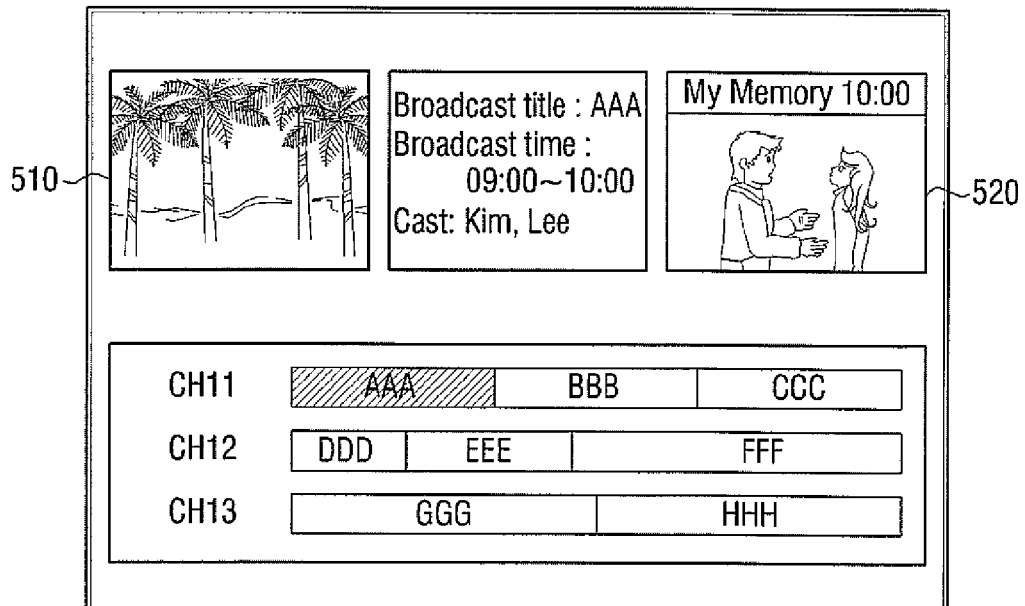 510
Broadcast title : AAA
Broadcast time :
09:00~10:00
Cast: Kim, Lee
My Memory 10:00
520
CH11 AAA BBB CCC
CH12 DDD EEE FFF
CH13 GGG HHH